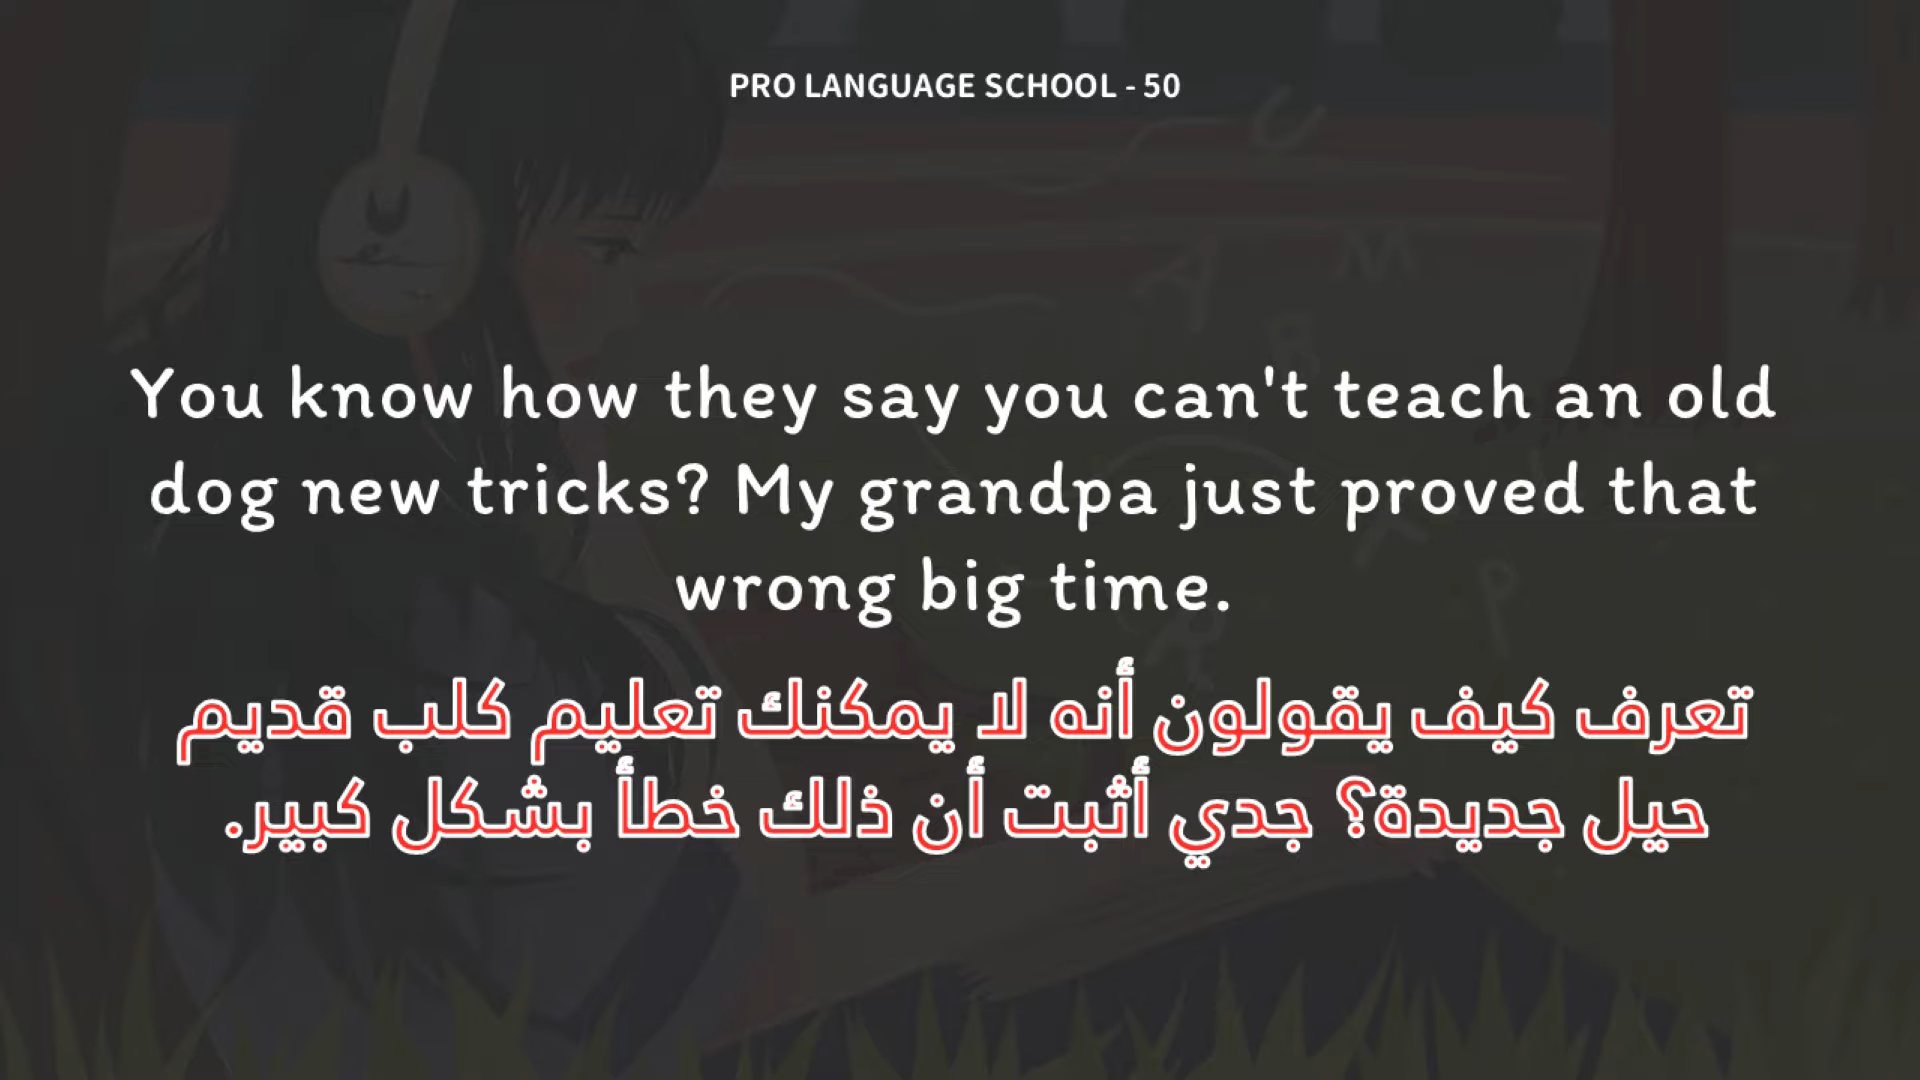 PRO LANGUAGE SCHOOL - 50
You know how they say you can't teach an old
dog new tricks? My grandpa just proved that
wrong big time.
تعرف كيف يقولون أنه لا يمكنك تعليم كلب قديم
حيل جديدة؟ جدي أثبت أن ذلك خطأ بشكل كبير.